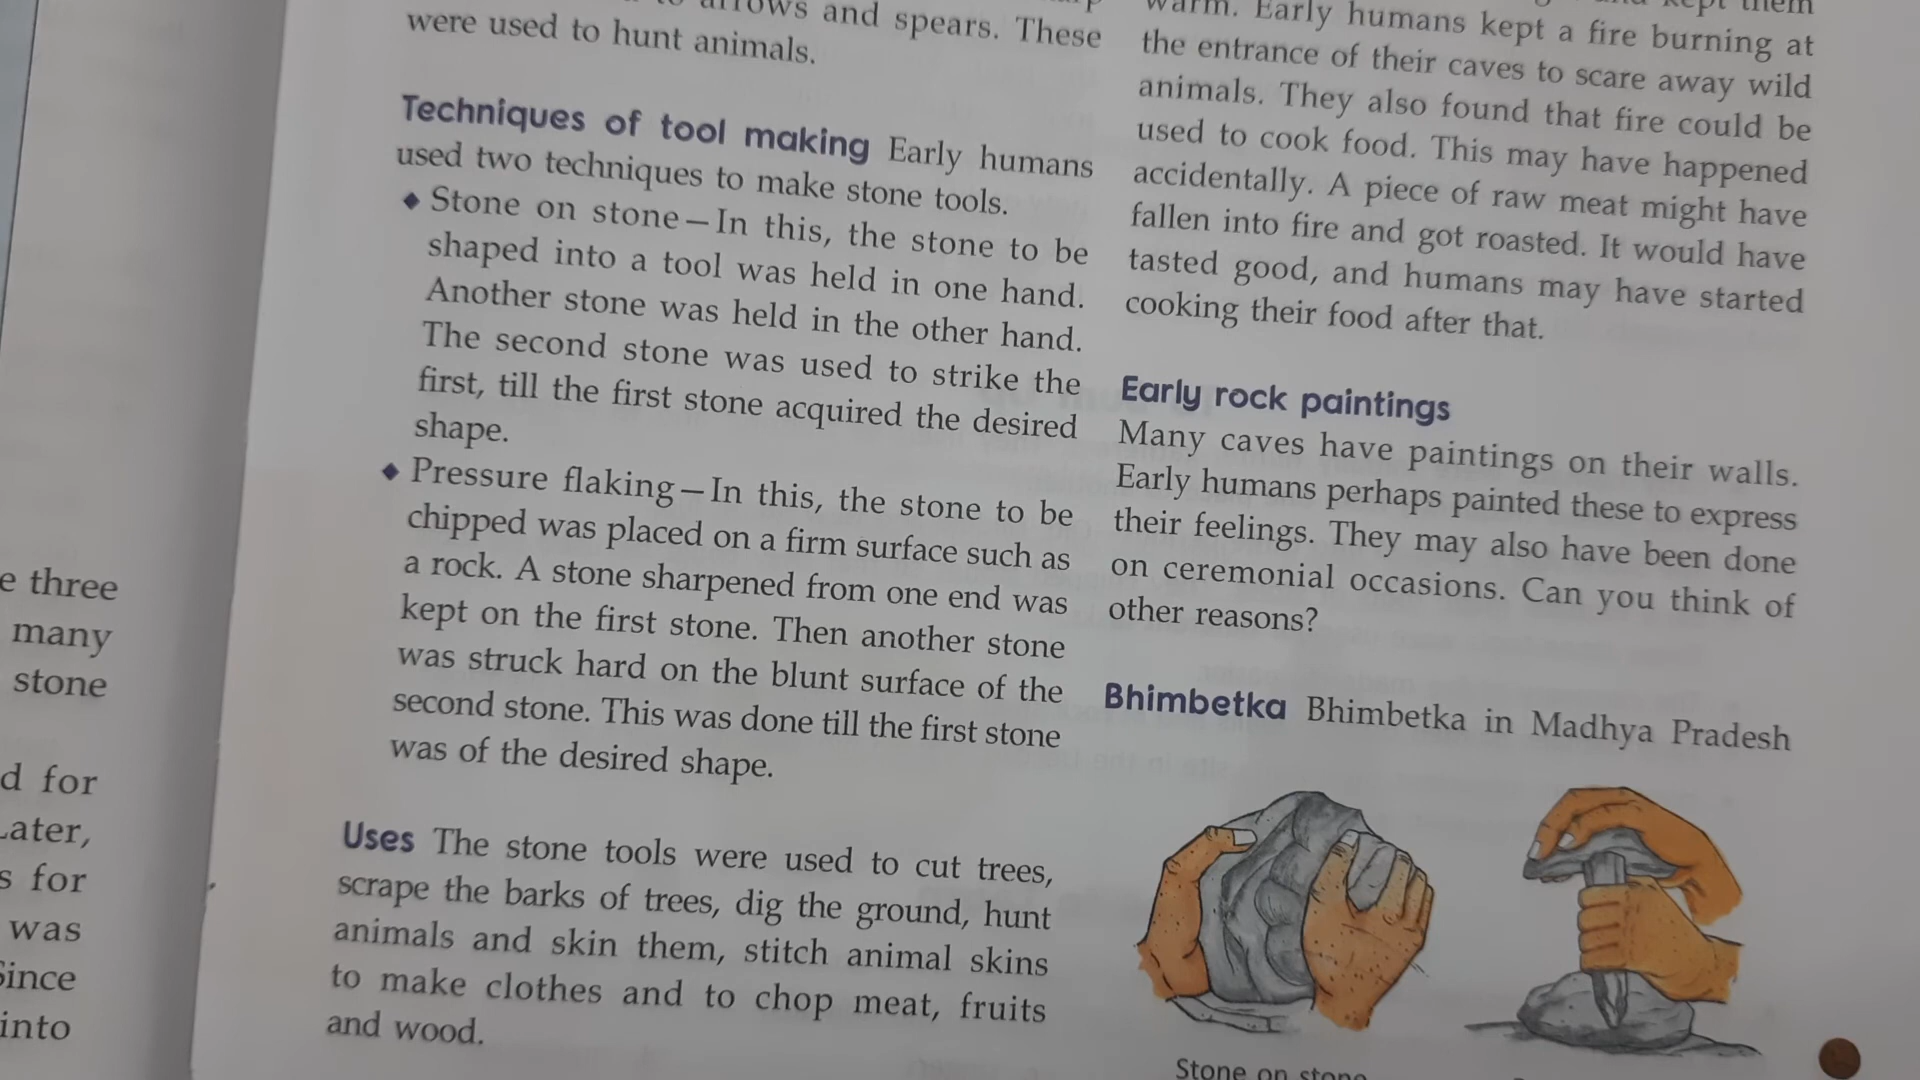 e three
many
stone
d for
Later,
s for
was
Since
into
arrows and spears. These
were used to hunt animals.
Techniques of tool making Early humans
used two techniques to make stone tools.
◆ Stone on stone—In this, the stone to be
shaped into a tool was held in one hand.
Another stone was held in the other hand.
The second stone was used to strike the
first, till the first stone acquired the desired
shape.
◆ Pressure flaking—In this, the stone to be
chipped was placed on a firm surface such as
a rock. A stone sharpened from one end was
kept on the first stone. Then another stone
was struck hard on the blunt surface of the
second stone. This was done till the first stone
was of the desired shape.
Uses The stone tools were used to cut trees,
scrape the barks of trees, dig the ground, hunt
animals and skin them, stitch animal skins
to make clothes and to chop meat, fruits
and wood.
kept them
warm. Early humans kept a fire burning at
the entrance of their caves to scare away wild
animals. They also found that fire could be
used to cook food. This may have happened
accidentally. A piece of raw meat might have
fallen into fire and got roasted. It would have
tasted good, and humans may have started
cooking their food after that.
Early rock paintings
Many caves have paintings on their walls.
Early humans perhaps painted these to express
their feelings. They may also have been done
on ceremonial occasions. Can you think of
other reasons?
Bhimbetka Bhimbetka in Madhya Pradesh
Stone on stone